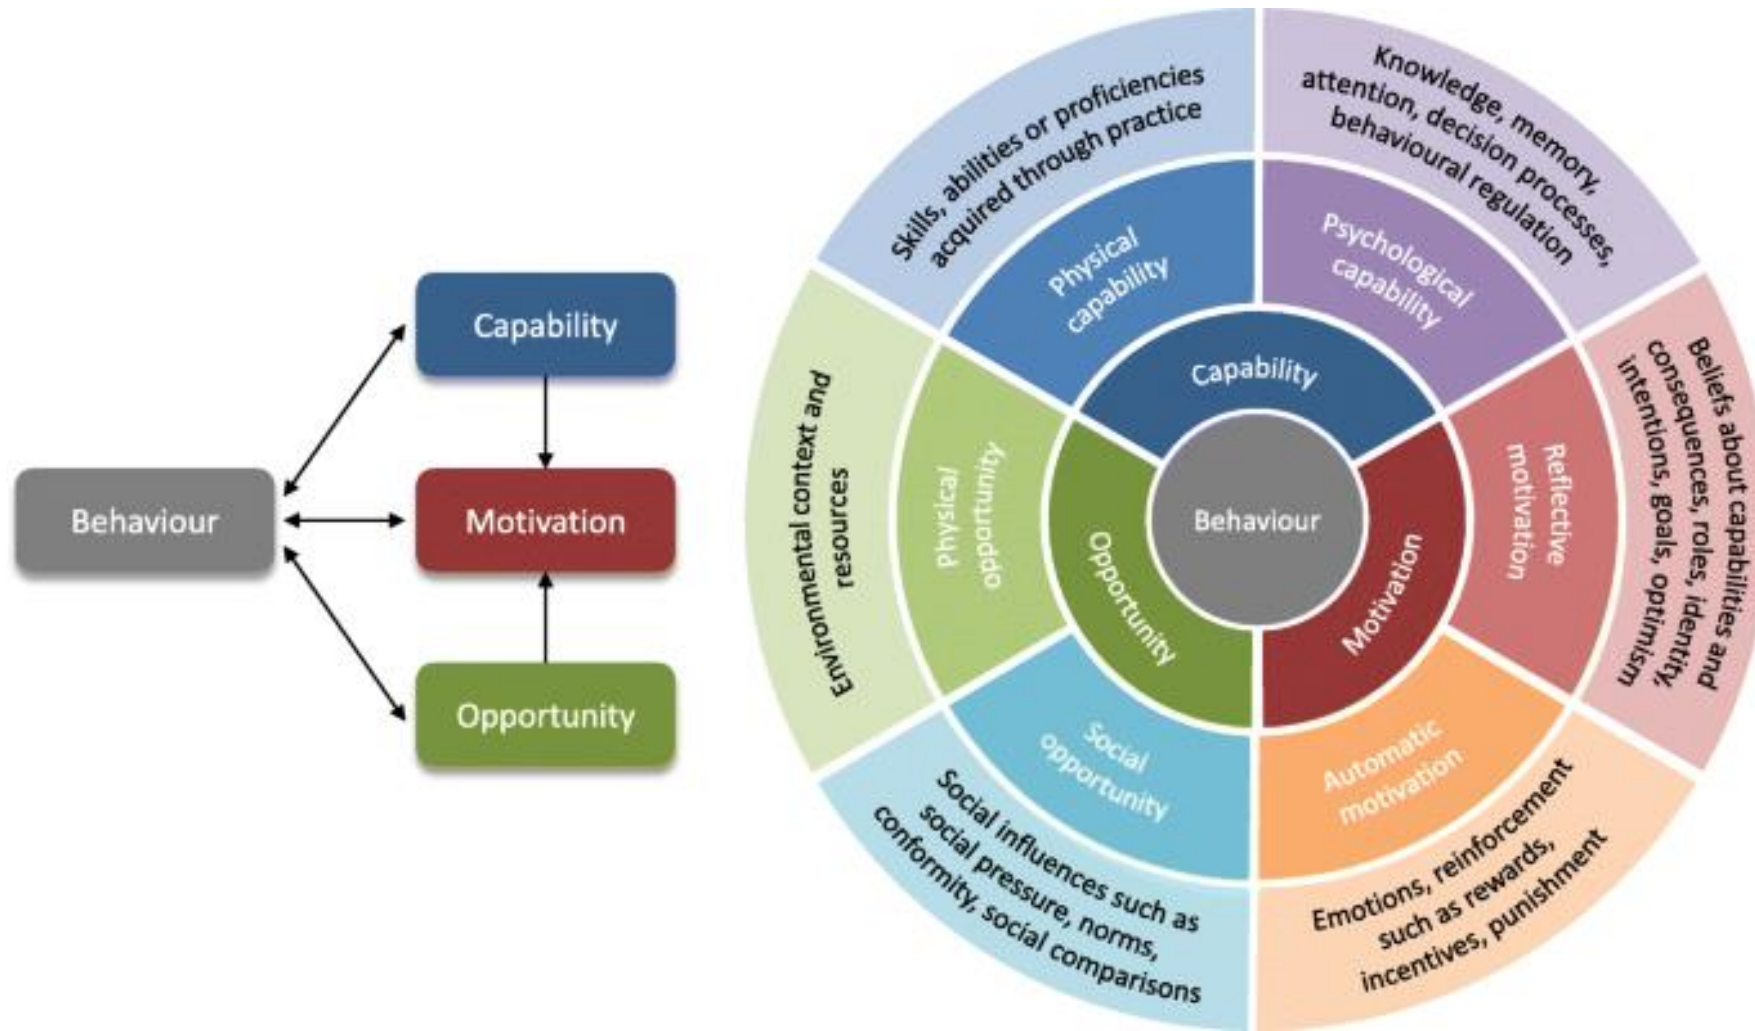 Capability
Behaviour
Motivation
Opportunity
Skills, abilities or proficiencies
acquired through practice
Knowledge, memory,
attention, decision processes,
behavioural regulation
Physical
capability
Psychological
capability
Capability
Environmental context and
resources
Physical
opportunity
Opportunity
Behaviour
Motivation
Reflective
motivation
Beliefs about capabilities and
consequences, roles, identity,
intentions, goals, optimism
Social
opportunity
Automatic
motivation
Social influences such as
social pressure, norms,
conformity, social comparisons
Emotions, reinforcement
such as rewards,
incentives, punishment